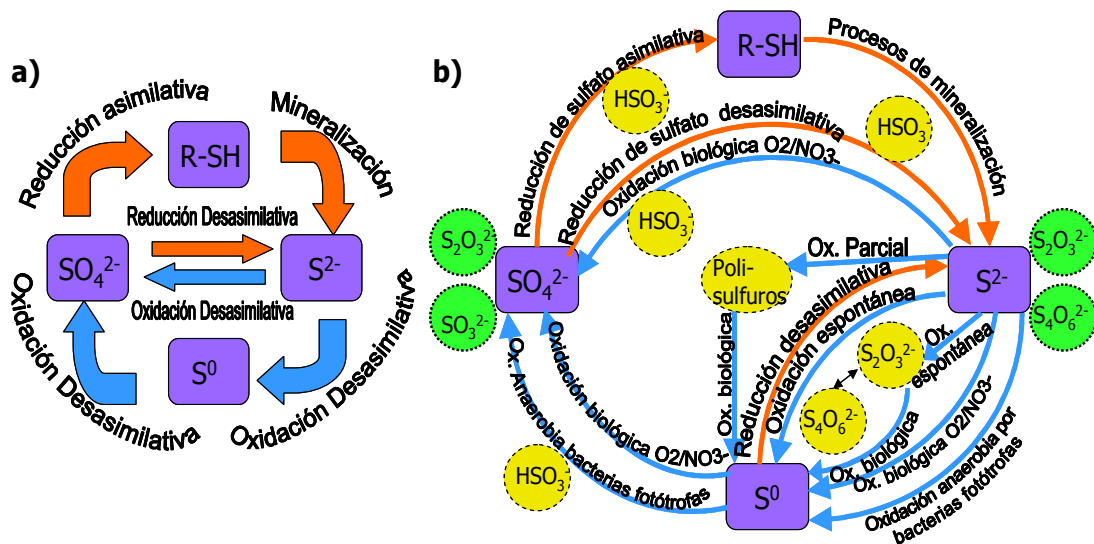 a)
Reducción asimilativa
Mineralización
R-SH
Reducción Desasimilativa
SO₄²⁻
S²⁻
Oxidación Desasimilativa
S⁰
Oxidación Desasimilativa
Oxidación Desasimilativa
b)
R-SH
Reducción de sulfato asimilativa
Procesos de mineralización
HSO₃⁻
HSO₃⁻
Reducción de sulfato desasimilativa
Oxidación biológica O2/NO3-
HSO₃⁻
S₂O₃²⁻
SO₄²⁻
SO₃²⁻
S₂O₃²⁻
S²⁻
S₄O₆²⁻
Ox. Parcial
Poli-
sulfuros
Ox. biológica
Reducción desasimilativa
Oxidación espontánea
Ox.
espontánea
S₂O₃²⁻
S₄O₆²⁻
Ox. biológica
Ox. biológica O2/NO3-
Oxidación anaerobia por
bacterias fotótrofas
Oxidación biológica O2/NO3-
Ox. Anaerobia bacterias fotótrofas
HSO₃⁻
S⁰